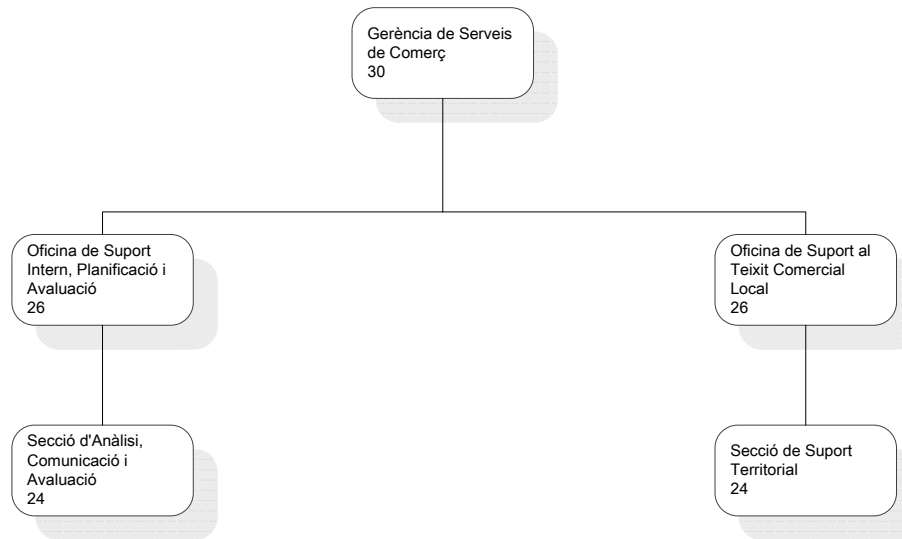 Gerència de Serveis
de Comerç
30
Oficina de Suport
Intern, Planificació i
Avaluació
26
Oficina de Suport al
Teixit Comercial
Local
26
Secció d'Anàlisi,
Comunicació i
Avaluació
24
Secció de Suport
Territorial
24